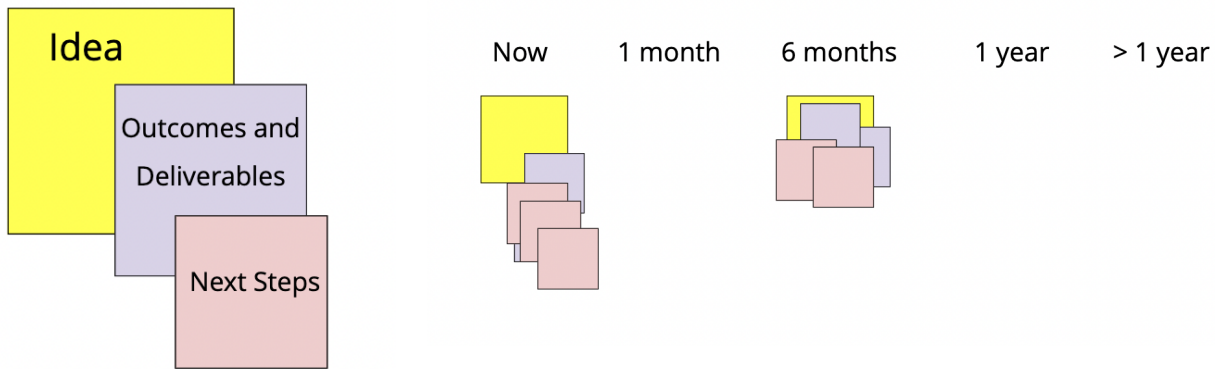 Idea
Outcomes and
Deliverables
Next Steps
Now 1 month 6 months 1 year > 1 year